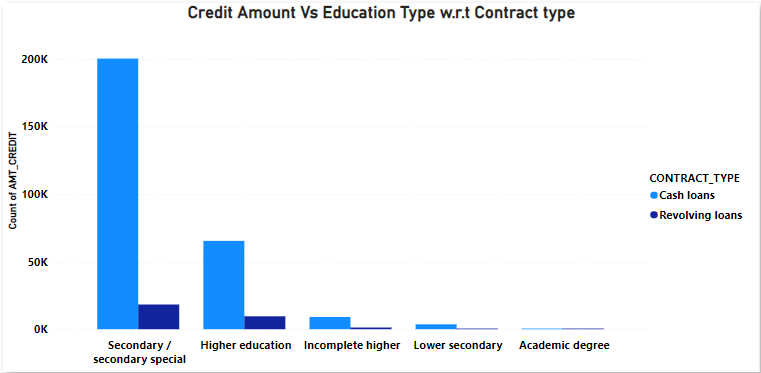 Credit Amount Vs Education Type w.r.t Contract type
200K
150K
100K
50K
0K
Count of AMT_CREDIT
Secondary /
secondary special
Higher education
Incomplete higher
Lower secondary
Academic degree
CONTRACT_TYPE
Cash loans
Revolving loans